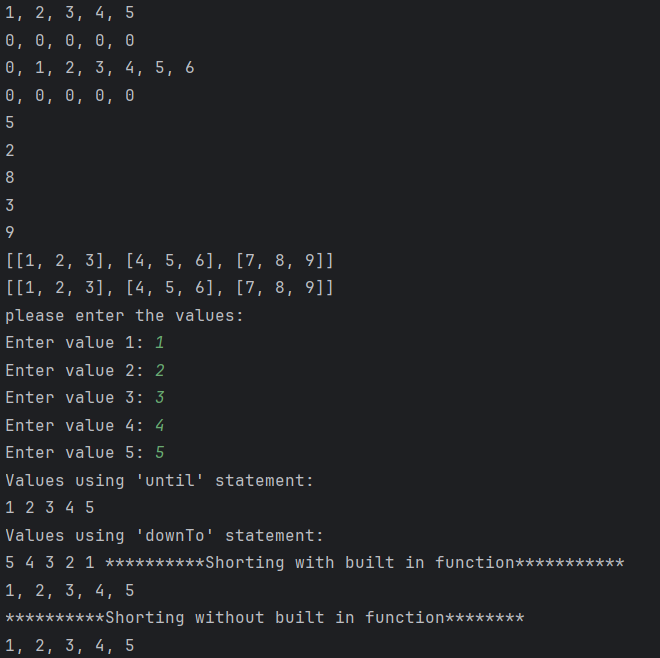 1, 2, 3, 4, 5
0, 0, 0, 0, 0
0, 1, 2, 3, 4, 5, 6
0, 0, 0, 0, 0
5
2
8
3
9
[[1, 2, 3], [4, 5, 6], [7, 8, 9]]
[[1, 2, 3], [4, 5, 6], [7, 8, 9]]
please enter the values:
Enter value 1: 1
Enter value 2: 2
Enter value 3: 3
Enter value 4: 4
Enter value 5: 5
Values using 'until' statement:
1 2 3 4 5
Values using 'downTo' statement:
5 4 3 2 1 **********Shorting with built in function***********
1, 2, 3, 4, 5
**********Shorting without built in function********
1, 2, 3, 4, 5